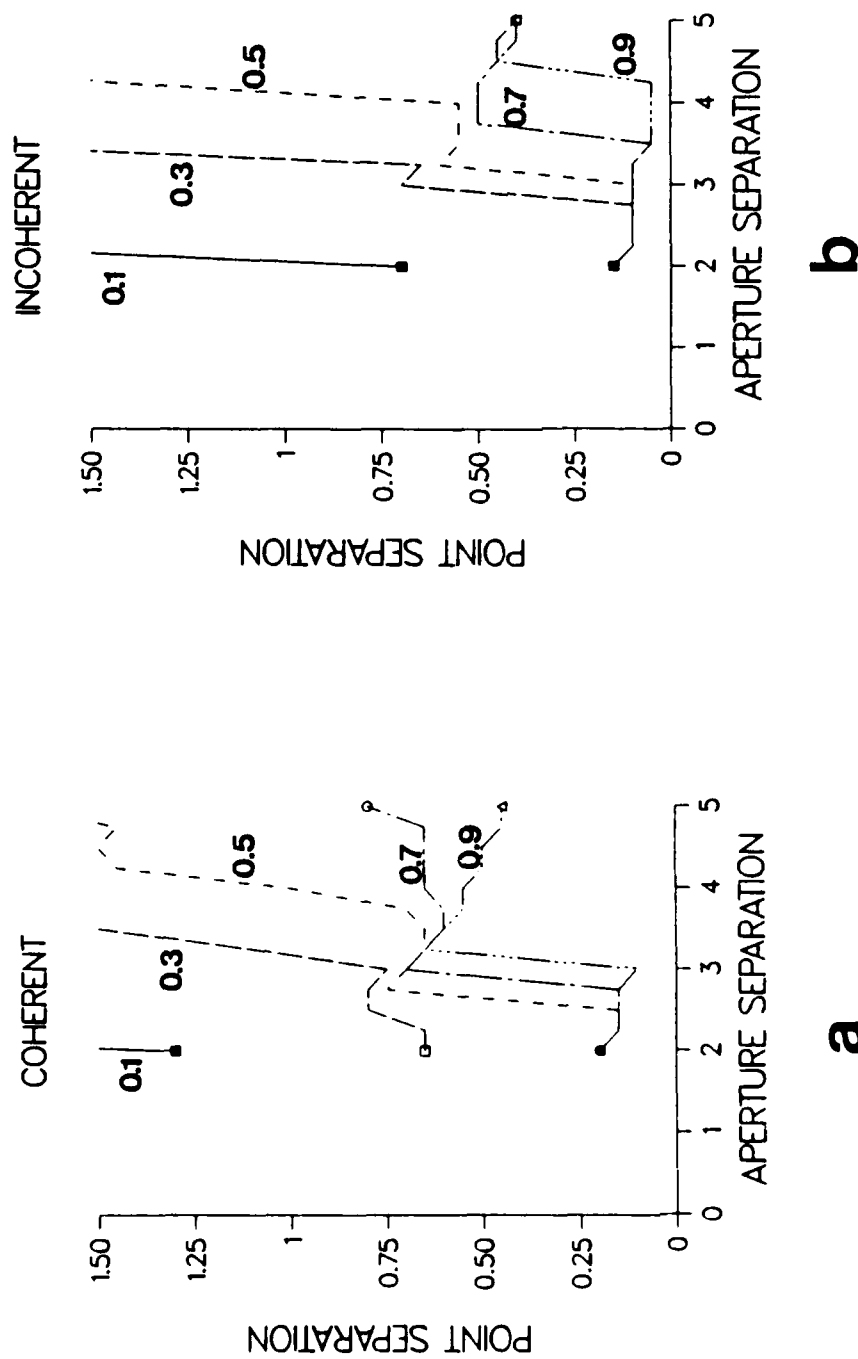 COHERENT
POINT SEPARATION
1.50
1.25
1
0.75
0.50
0.25
0
0 1 2 3 4 5
APERTURE SEPARATION
0.1
0.3
0.5
0.7
0.9
a
INCOHERENT
POINT SEPARATION
1.50
1.25
1
0.75
0.50
0.25
0
0 1 2 3 4 5
APERTURE SEPARATION
0.1
0.3
0.5
0.7
0.9
b